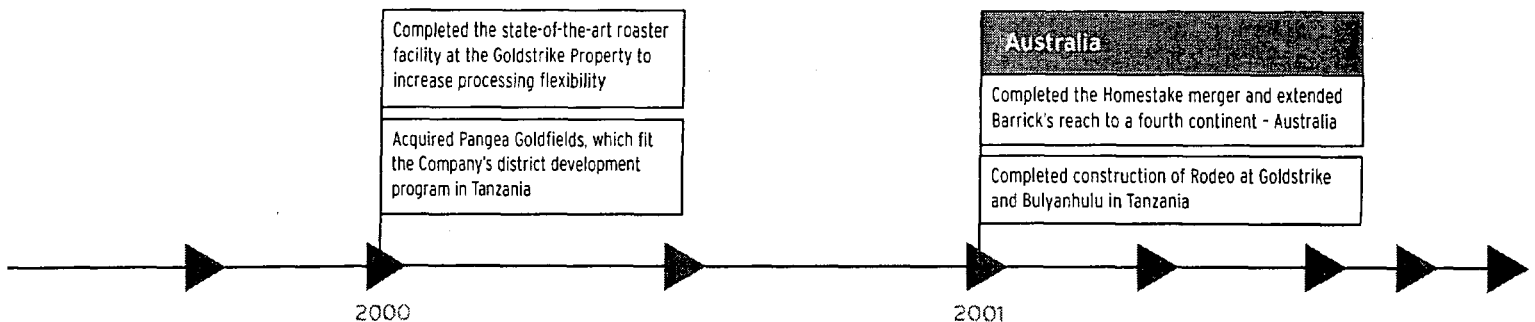 Completed the state-of-the-art roaster
facility at the Goldstrike Property to
increase processing flexibility
Acquired Pangea Goldfields, which fit
the Company's district development
program in Tanzania
2000
Australia
Completed the Homestake merger and extended
Barrick's reach to a fourth continent - Australia
Completed construction of Rodeo at Goldstrike
and Bulyanhulu in Tanzania
2001